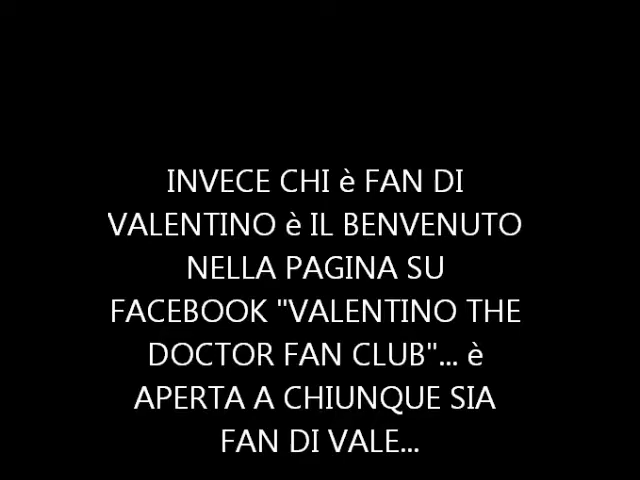 INVECE CHI è FAN DI
VALENTINO è IL BENVENUTO
NELLA PAGINA SU
FACEBOOK "VALENTINO THE
DOCTOR FAN CLUB"... è
APERTA A CHIUNQUE SIA
FAN DI VALE...